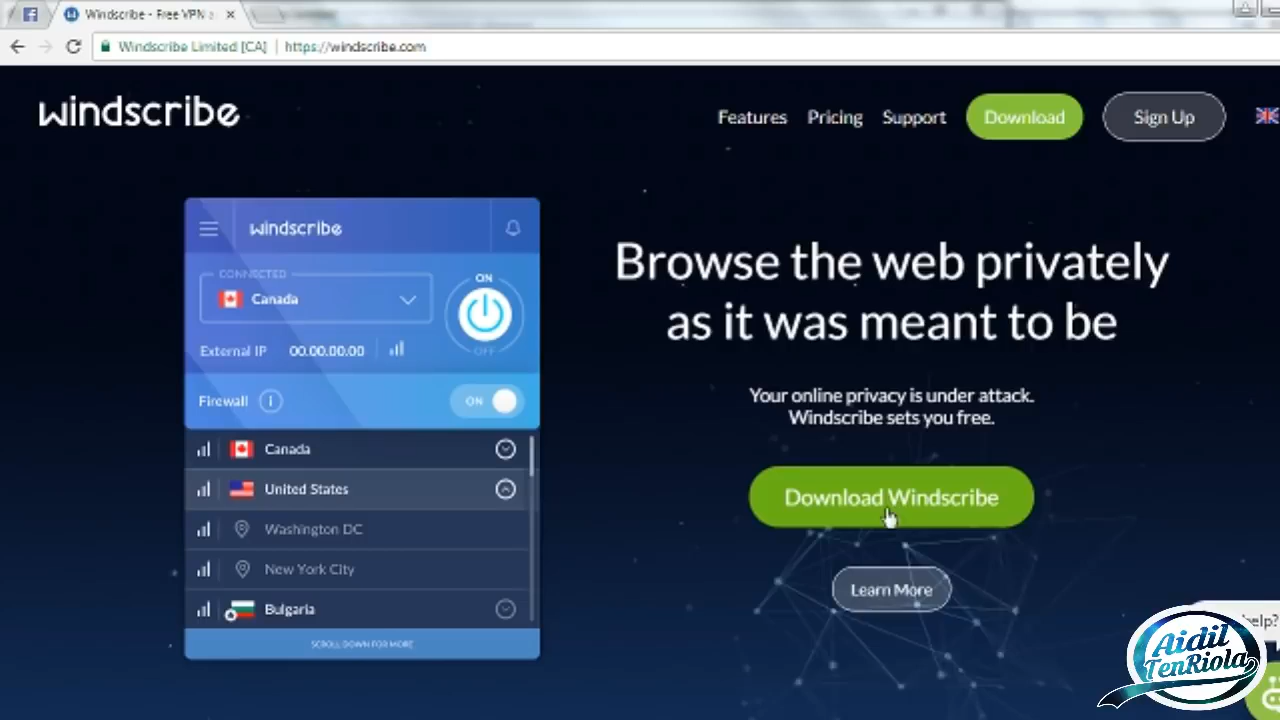 Windscribe - Free VPN
Windscribe Limited [CA] https://windscribe.com
windscribe
Features Pricing Support Download Sign Up
windscribe
CONNECTED
Canada
ON
OFF
External IP 00.00.00.00
Firewall i ON
Canada
United States
Washington DC
New York City
Bulgaria
SCROLL DOWN FOR MORE
Browse the web privately
as it was meant to be
Your online privacy is under attack.
Windscribe sets you free.
Download Windscribe
Learn More
help?
Aidil
TenRiola